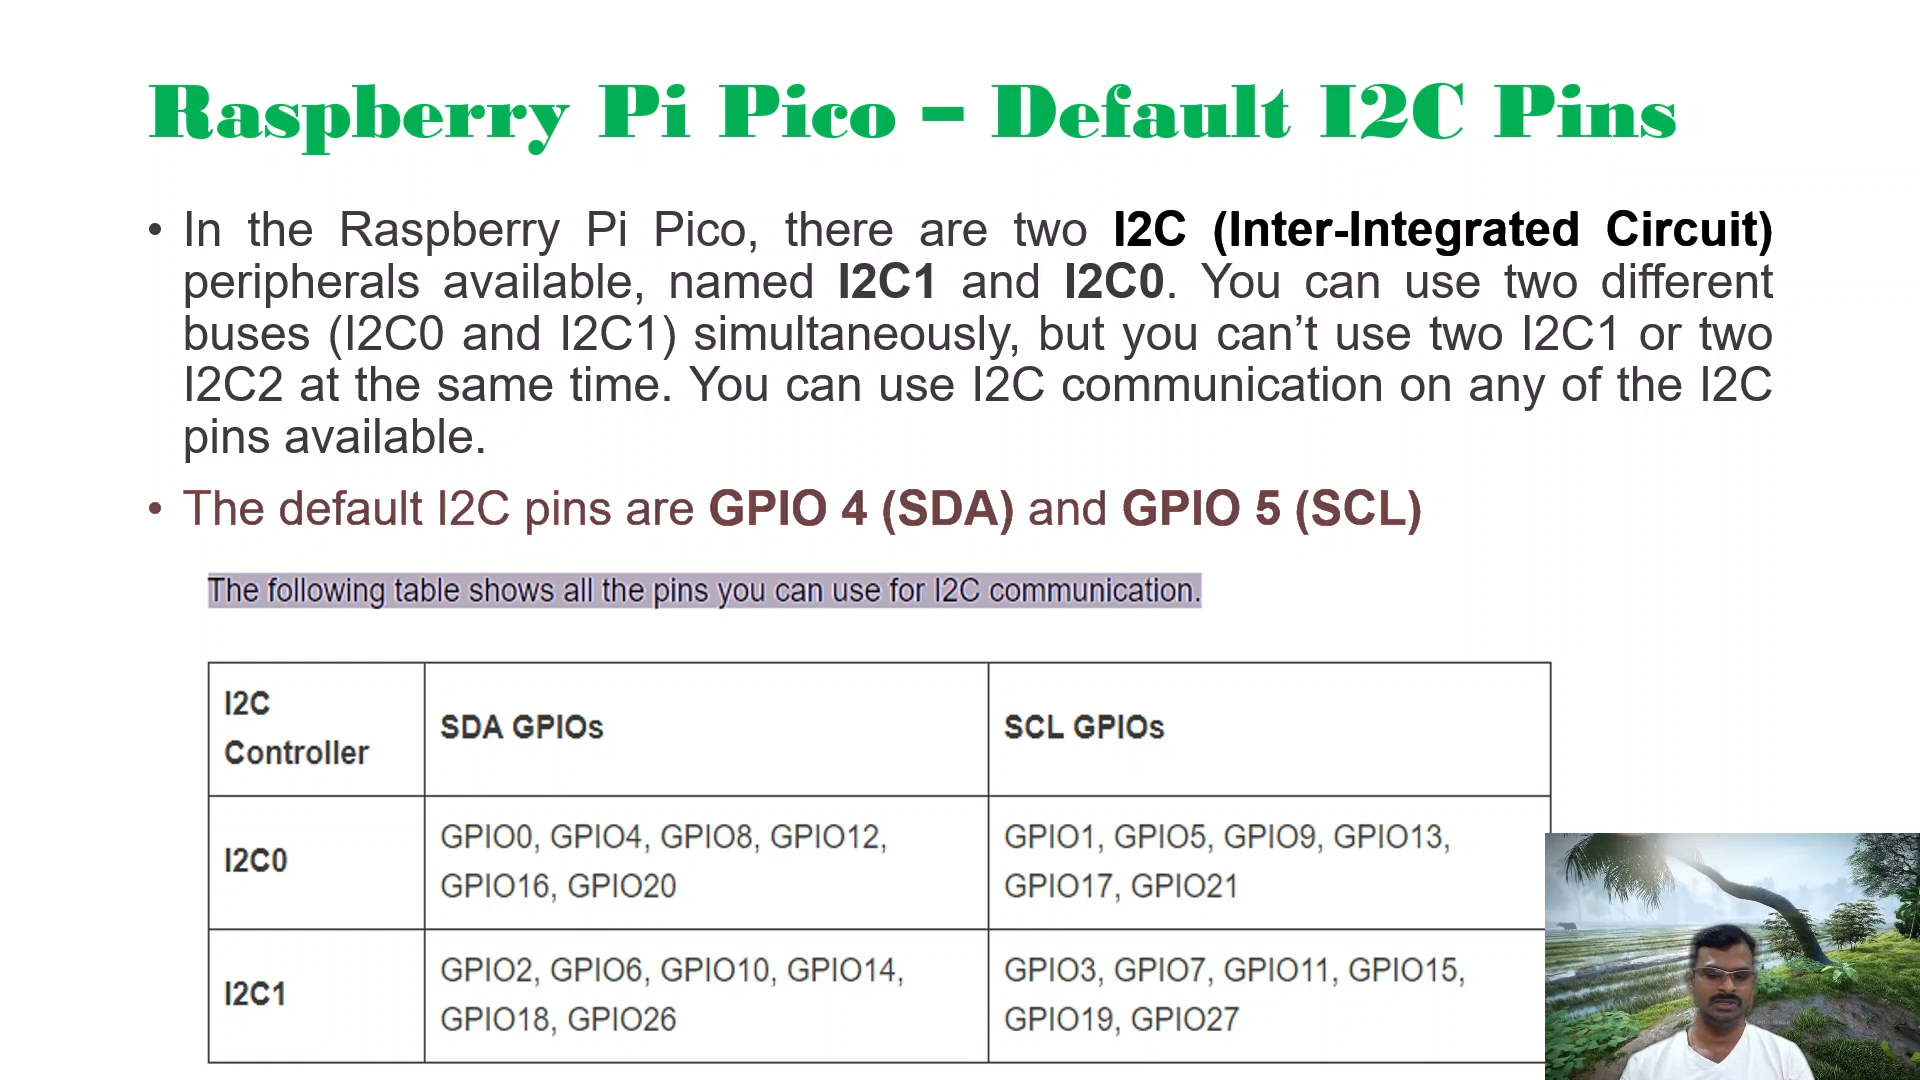 Raspberry Pi Pico – Default I2C Pins
• In the Raspberry Pi Pico, there are two I2C (Inter-Integrated Circuit)
peripherals available, named I2C1 and I2C0. You can use two different
buses (I2C0 and I2C1) simultaneously, but you can’t use two I2C1 or two
I2C2 at the same time. You can use I2C communication on any of the I2C
pins available.
• The default I2C pins are GPIO 4 (SDA) and GPIO 5 (SCL)
The following table shows all the pins you can use for I2C communication.
I2C
Controller
SDA GPIOs
SCL GPIOs
I2C0
GPIO0, GPIO4, GPIO8, GPIO12,
GPIO16, GPIO20
GPIO1, GPIO5, GPIO9, GPIO13,
GPIO17, GPIO21
I2C1
GPIO2, GPIO6, GPIO10, GPIO14,
GPIO18, GPIO26
GPIO3, GPIO7, GPIO11, GPIO15,
GPIO19, GPIO27